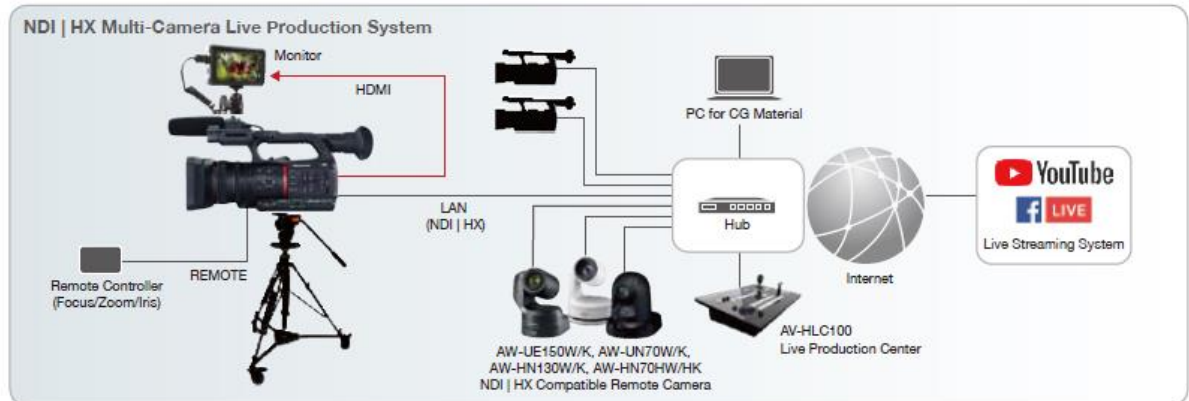 NDI | HX Multi-Camera Live Production System
Monitor
HDMI
PC for CG Material
YouTube
LIVE
Live Streaming System
LAN
(NDI | HX)
Hub
Internet
REMOTE
Remote Controller
(Focus/Zoom/Iris)
AV-HLC100
Live Production Center
AW-UE150W/K, AW-UN70W/K,
AW-HN130W/K, AW-HN70HW/HK
NDI | HX Compatible Remote Camera